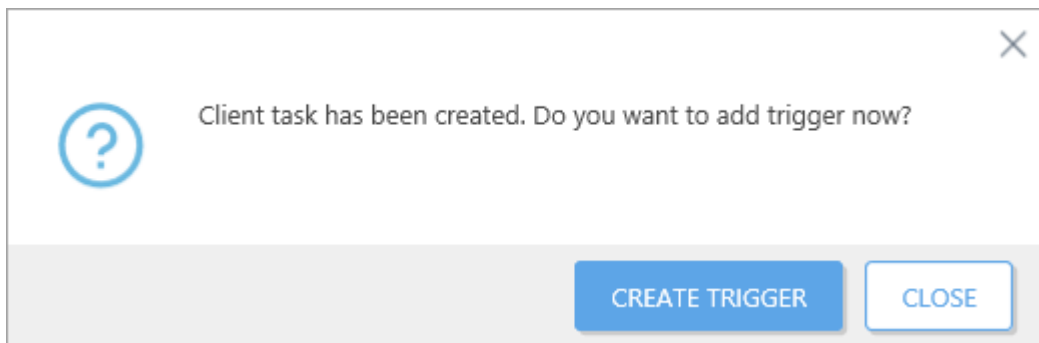 Client task has been created. Do you want to add trigger now?
CREATE TRIGGER
CLOSE